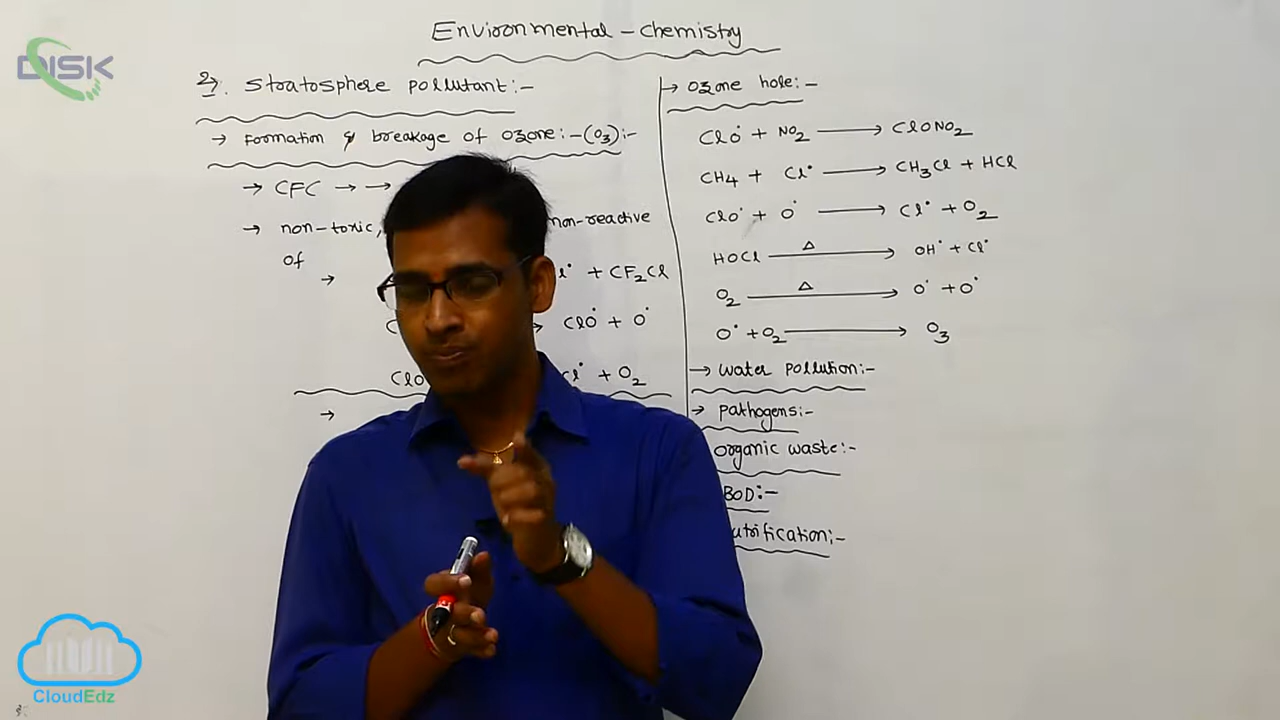 Environmental - chemistry
DISK
2). Stratosphere pollutant:-
→ Formation & breakage of Ozone:-(O3):-
→ CFC → →
→ non-toxic, non-reactive
of
→ l• + CF2Cl
→ ClO• + O•
ClO l• + O2
→
→ Ozone hole:-
ClO• + NO2 ⟶ ClONO2
CH4 + Cl• ⟶ CH3Cl + HCl
ClO• + O• ⟶ Cl• + O2
HOCl —Δ→ OH• + Cl•
O2 —Δ→ O• + O•
O• + O2 ⟶ O3
→ Water pollution:-
→ pathogens:-
organic waste:-
BOD:-
utrification:-
CloudEdz